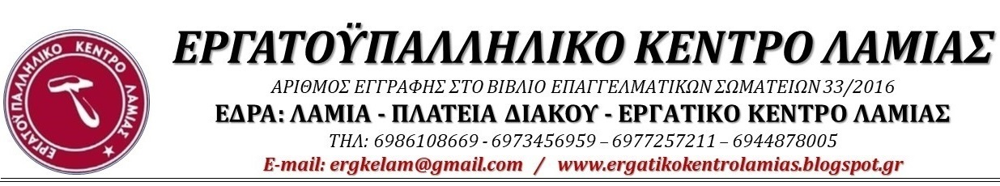 ΕΡΓΑΤΟΫΠΑΛΛΗΛΙΚΟ ΚΕΝΤΡΟ ΛΑΜΙΑΣ
ΕΡΓΑΤΟΫΠΑΛΛΗΛΙΚΟ ΚΕΝΤΡΟ ΛΑΜΙΑΣ
ΑΡΙΘΜΟΣ ΕΓΓΡΑΦΗΣ ΣΤΟ ΒΙΒΛΙΟ ΕΠΑΓΓΕΛΜΑΤΙΚΩΝ ΣΩΜΑΤΕΙΩΝ 33/2016
ΕΔΡΑ: ΛΑΜΙΑ - ΠΛΑΤΕΙΑ ΔΙΑΚΟΥ - ΕΡΓΑΤΙΚΟ ΚΕΝΤΡΟ ΛΑΜΙΑΣ
ΤΗΛ: 6986108669 - 6973456959 – 6977257211 – 6944878005
E-mail: ergkelam@gmail.com / www.ergatikokentrolamias.blogspot.gr